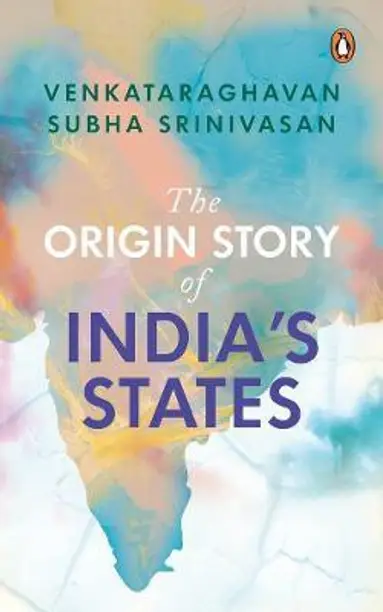 VENKATARAGHAVAN
SUBHA SRINIVASAN
The
ORIGIN STORY
of
INDIA'S
STATES